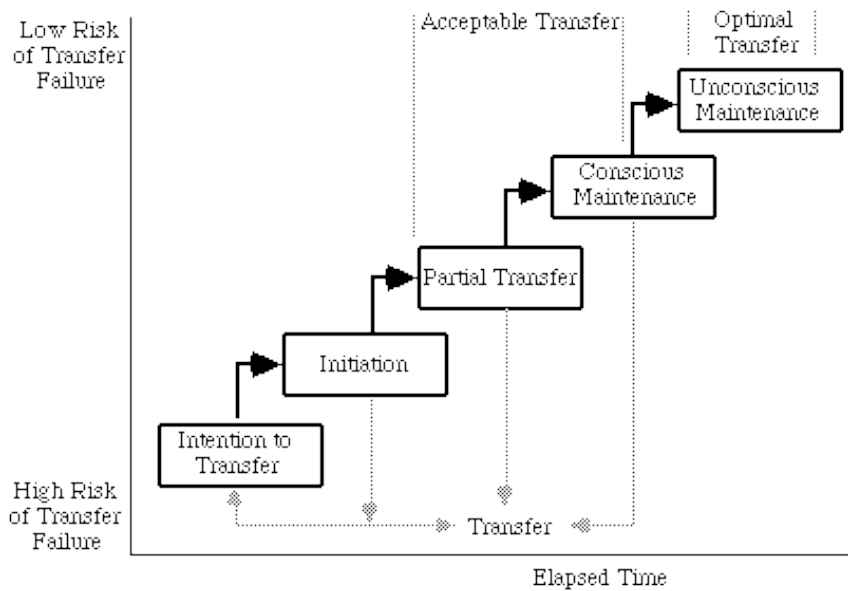 Low Risk
of Transfer
Failure
Acceptable Transfer
Optimal
Transfer
Unconscious
Maintenance
Conscious
Maintenance
Partial Transfer
Initiation
Intention to
Transfer
High Risk
of Transfer
Failure
Transfer
Elapsed Time